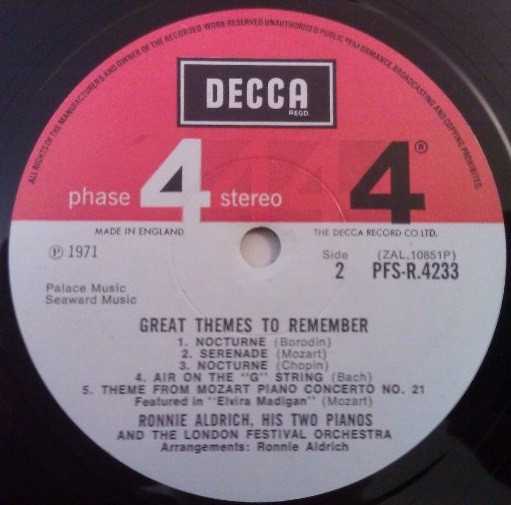 ALL RIGHTS OF THE MANUFACTURERS AND OWNER OF THE RECORDED WORK RESERVED UNAUTHORISED PUBLIC PERFORMANCE, BROADCASTING AND COPYING PROHIBITED.
DECCA
REGD.
phase 4 stereo
4®
MADE IN ENGLAND
THE DECCA RECORD CO LTD.
Ⓟ 1971
Side
2
(ZAL.10851P)
PFS-R.4233
Palace Music
Seaward Music
GREAT THEMES TO REMEMBER
1. NOCTURNE (Borodin)
2. SERENADE (Mozart)
3. NOCTURNE (Chopin)
4. AIR ON THE "G" STRING (Bach)
5. THEME FROM MOZART PIANO CONCERTO NO. 21
Featured in "Elvira Madigan" (Mozart)
RONNIE ALDRICH, HIS TWO PIANOS
AND THE LONDON FESTIVAL ORCHESTRA
Arrangements: Ronnie Aldrich